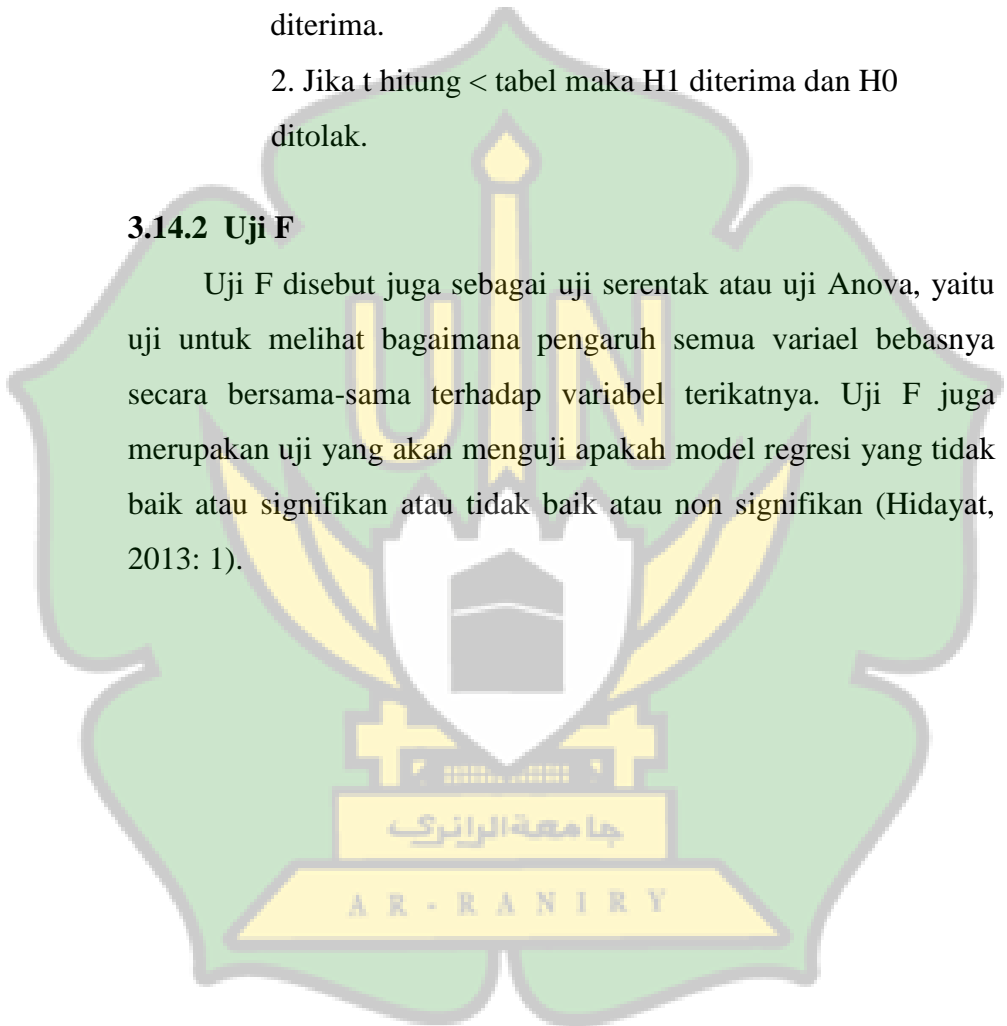 diterima.
2. Jika t hitung < tabel maka H1 diterima dan H0
ditolak.
3.14.2 Uji F
Uji F disebut juga sebagai uji serentak atau uji Anova, yaitu
uji untuk melihat bagaimana pengaruh semua variael bebasnya
secara bersama-sama terhadap variabel terikatnya. Uji F juga
merupakan uji yang akan menguji apakah model regresi yang tidak
baik atau signifikan atau tidak baik atau non signifikan (Hidayat,
2013: 1).
UIN
جامعة الرانري
AR-RANIRY